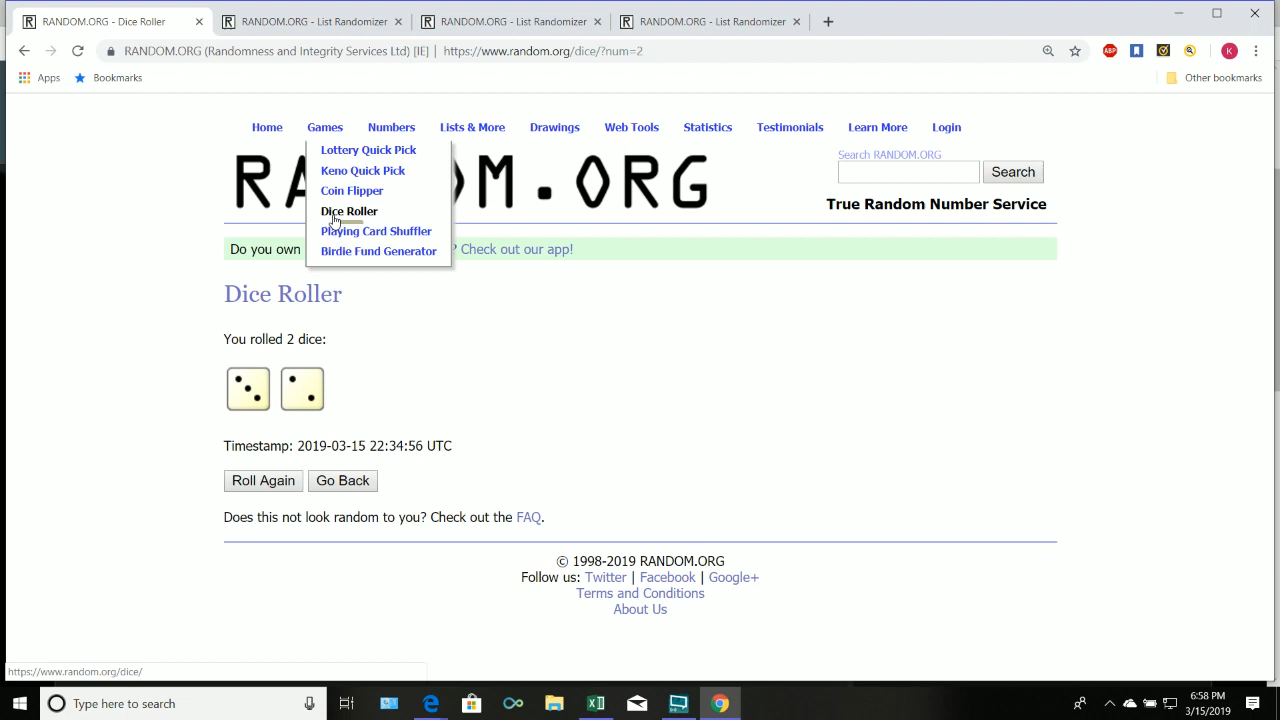 RANDOM.ORG - Dice Roller
RANDOM.ORG - List Randomizer
RANDOM.ORG - List Randomizer
RANDOM.ORG - List Randomizer
RANDOM.ORG (Randomness and Integrity Services Ltd) [IE] | https://www.random.org/dice/?num=2
ABP
K
Apps
Bookmarks
Other bookmarks
Home Games Numbers Lists & More Drawings Web Tools Statistics Testimonials Learn More Login
Lottery Quick Pick
Keno Quick Pick
Coin Flipper
Dice Roller
Playing Card Shuffler
Birdie Fund Generator
Search RANDOM.ORG
Search
True Random Number Service
Do you own ? Check out our app!
Dice Roller
You rolled 2 dice:
Timestamp: 2019-03-15 22:34:56 UTC
Roll Again Go Back
Does this not look random to you? Check out the FAQ.
© 1998-2019 RANDOM.ORG
Follow us: Twitter | Facebook | Google+
Terms and Conditions
About Us
https://www.random.org/dice/
Type here to search
6:58 PM
3/15/2019